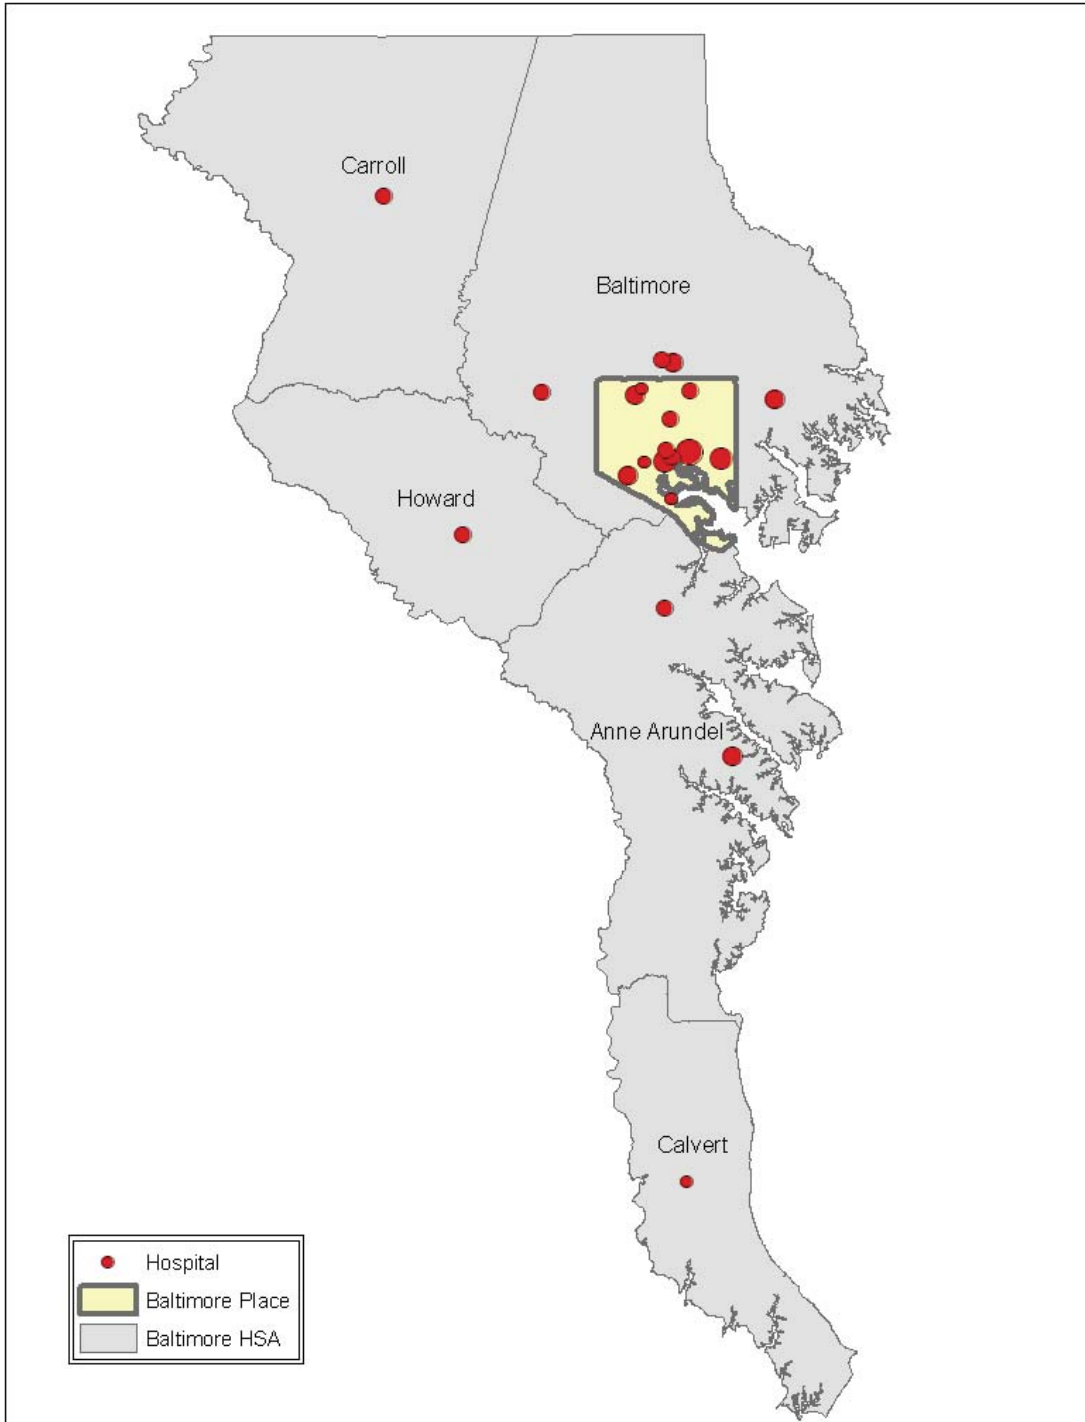 Carroll
Baltimore
Howard
Anne Arundel
Calvert
Hospital
Baltimore Place
Baltimore HSA